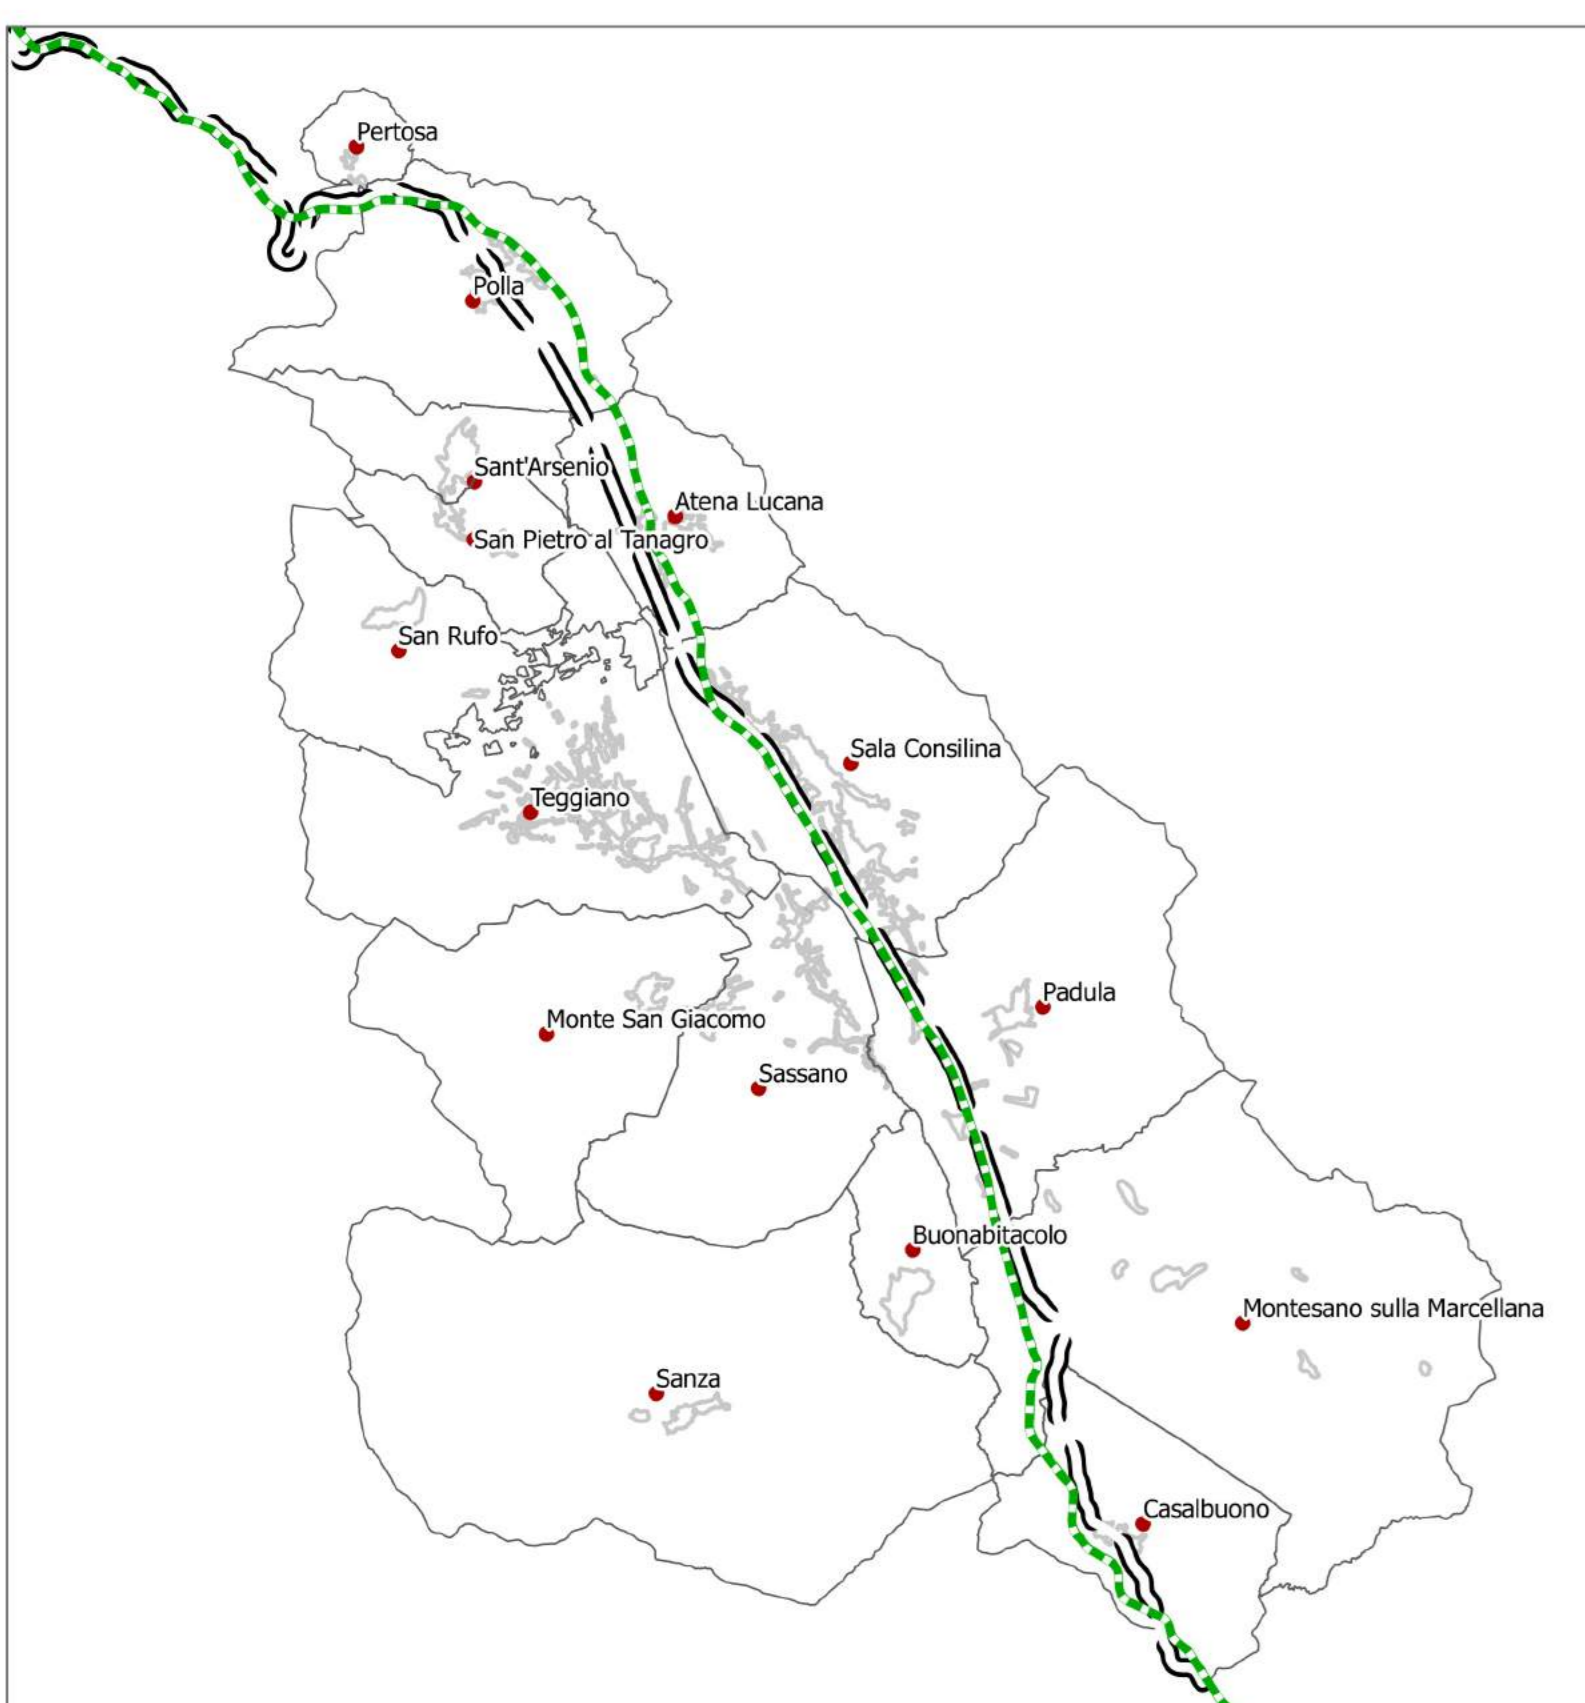 Pertosa
Polla
Sant'Arsenio
Atena Lucana
San Pietro al Tanagro
San Rufo
Sala Consilina
Teggiano
Padula
Monte San Giacomo
Sassano
Buonabitacolo
Montesano sulla Marcellana
Sanza
Casalbuono